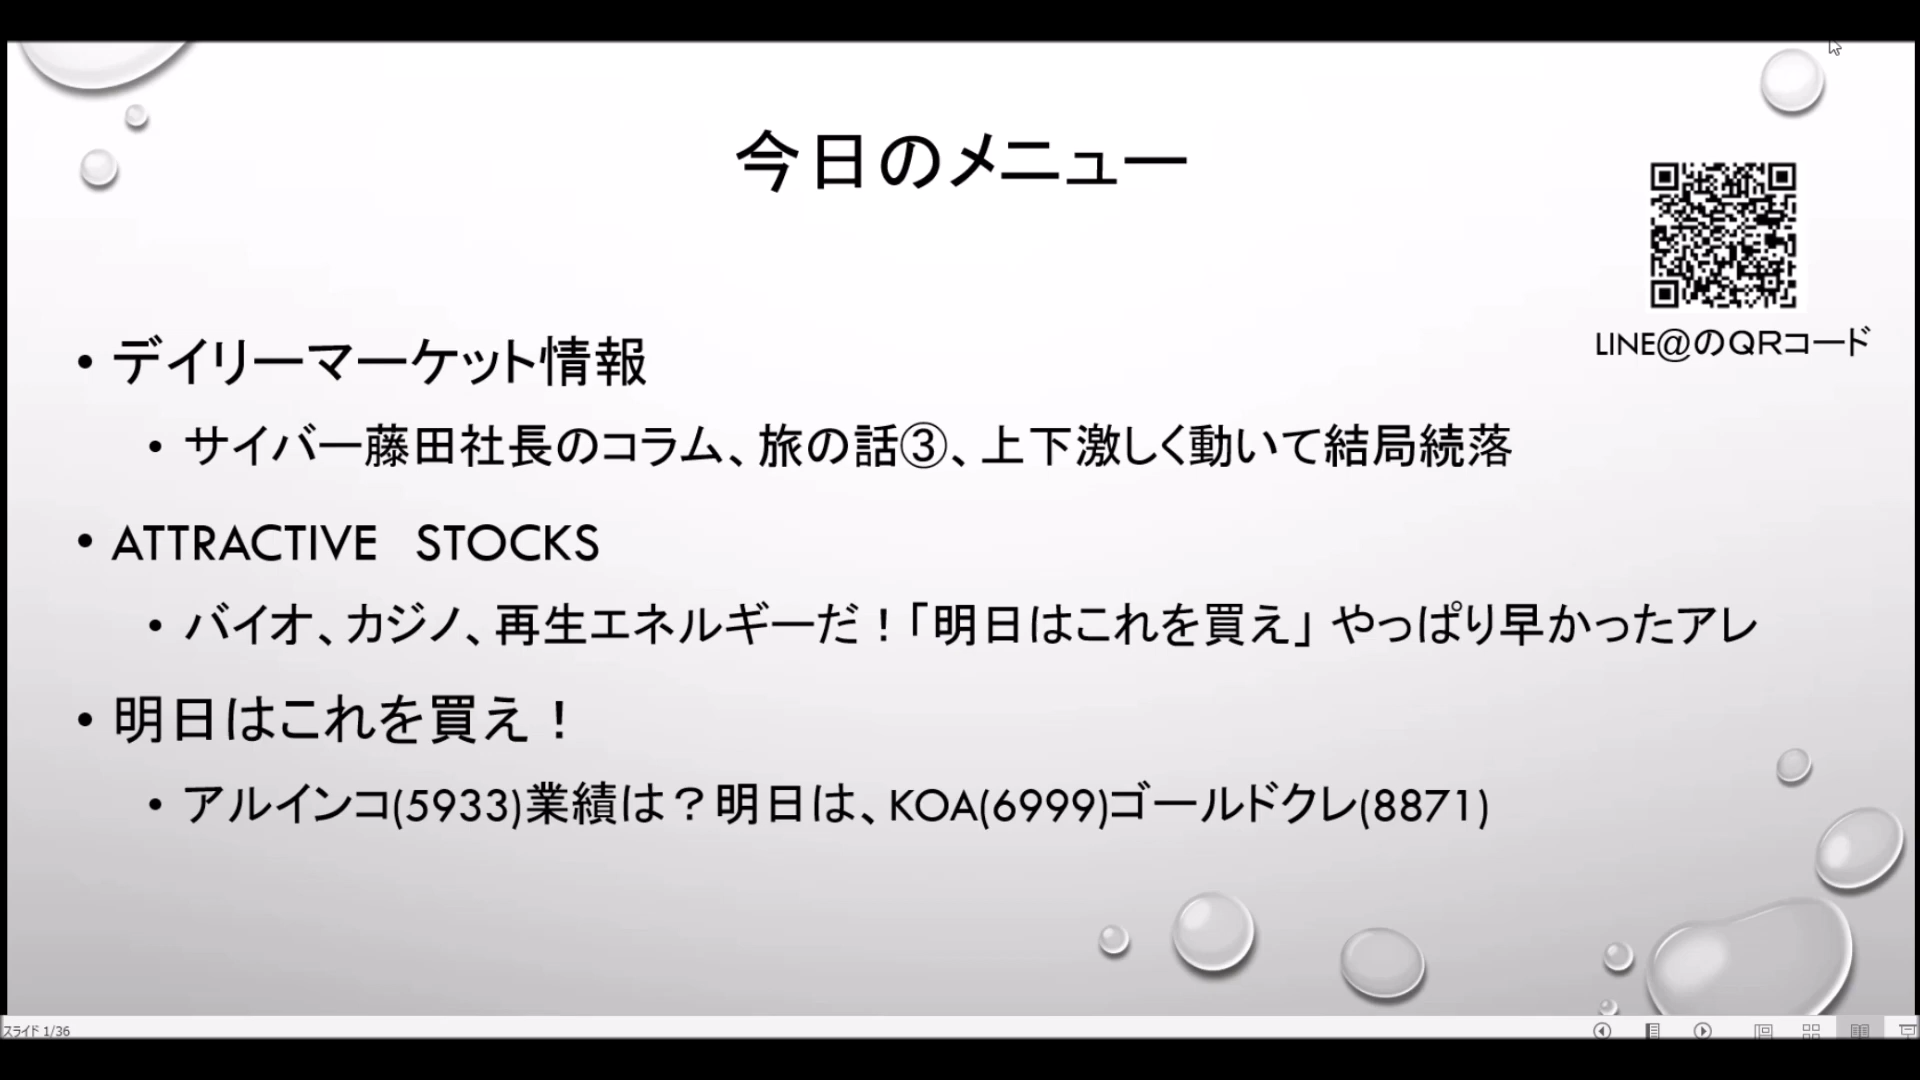 今日のメニュー
LINE@のQRコード
• デイリーマーケット情報
• サイバー藤田社長のコラム、旅の話③、上下激しく動いて結局続落
• ATTRACTIVE STOCKS
• バイオ、カジノ、再生エネルギーだ！「明日はこれを買え」 やっぱり早かったアレ
• 明日はこれを買え！
• アルインコ(5933)業績は？明日は、KOA(6999)ゴールドクレ(8871)
スライド 1/36